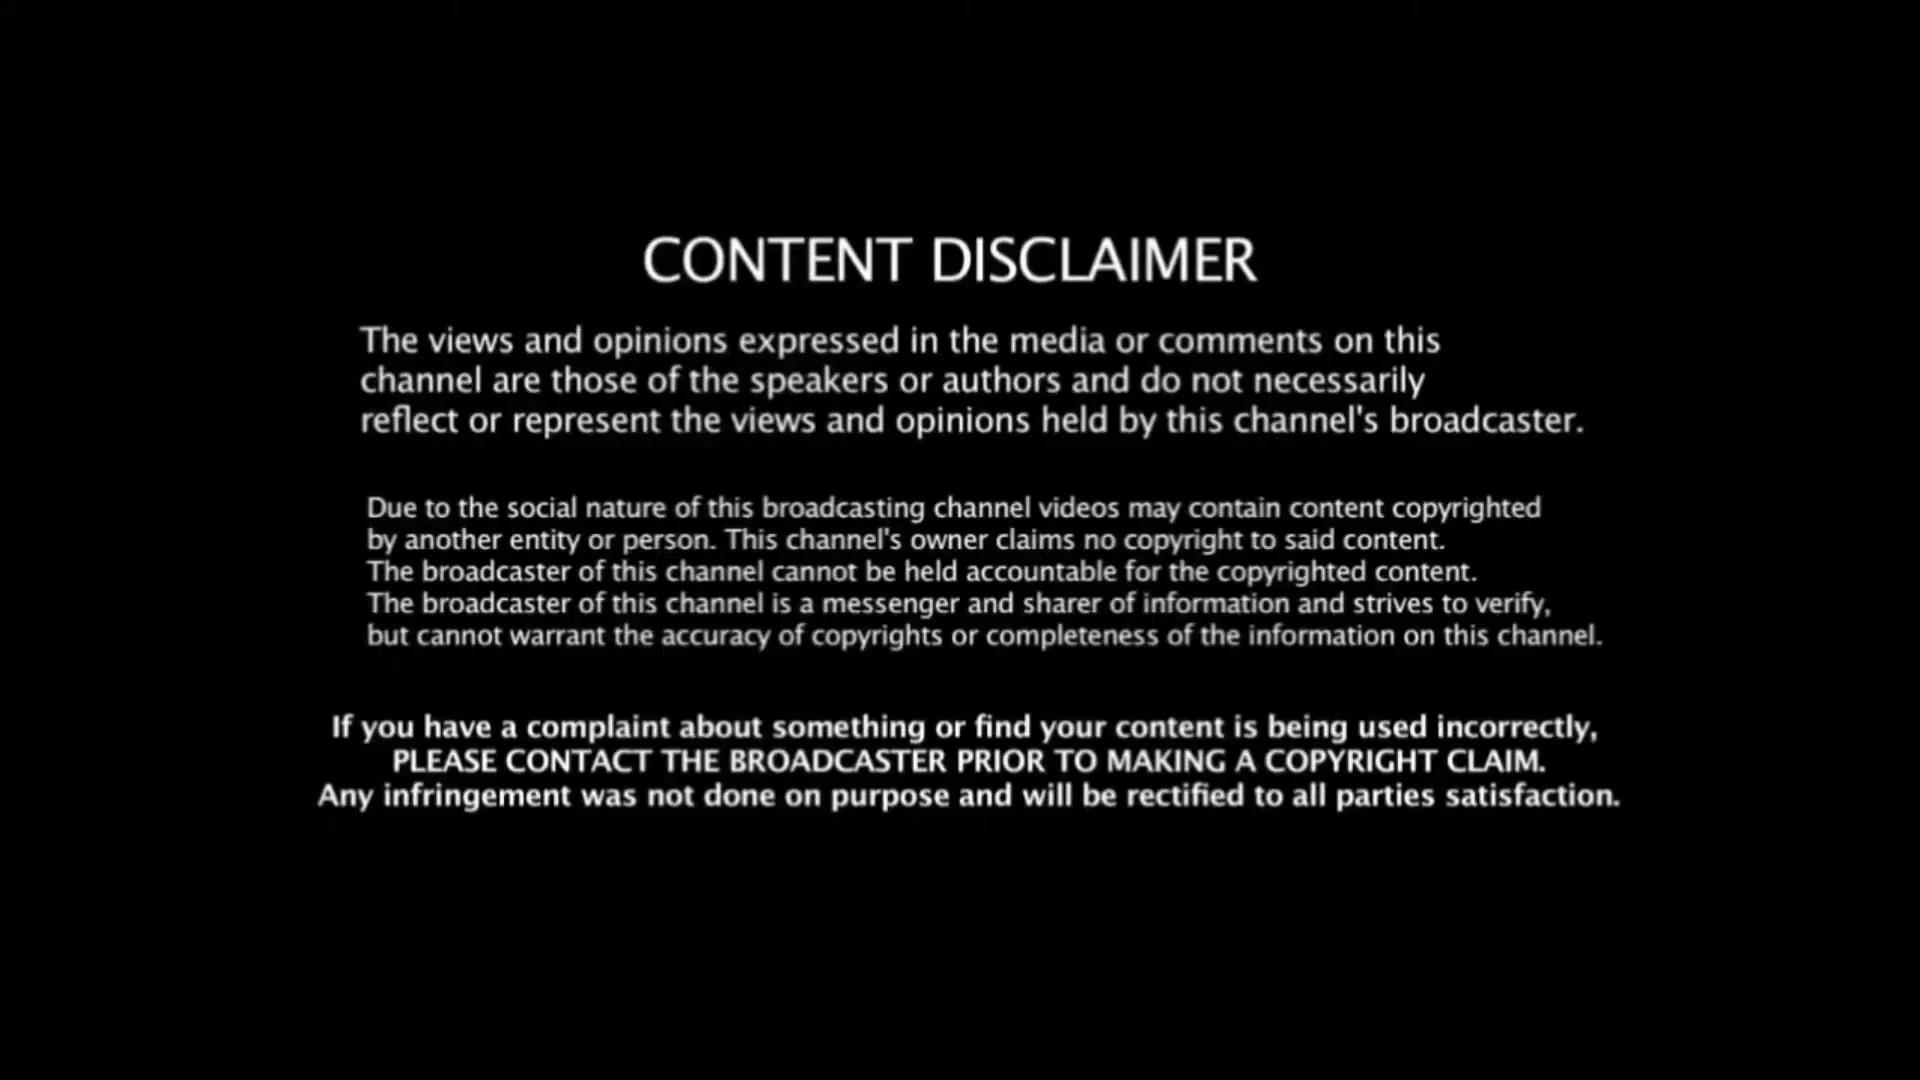 CONTENT DISCLAIMER
The views and opinions expressed in the media or comments on this
channel are those of the speakers or authors and do not necessarily
reflect or represent the views and opinions held by this channel's broadcaster.
Due to the social nature of this broadcasting channel videos may contain content copyrighted
by another entity or person. This channel's owner claims no copyright to said content.
The broadcaster of this channel cannot be held accountable for the copyrighted content.
The broadcaster of this channel is a messenger and sharer of information and strives to verify,
but cannot warrant the accuracy of copyrights or completeness of the information on this channel.
If you have a complaint about something or find your content is being used incorrectly,
PLEASE CONTACT THE BROADCASTER PRIOR TO MAKING A COPYRIGHT CLAIM.
Any infringement was not done on purpose and will be rectified to all parties satisfaction.